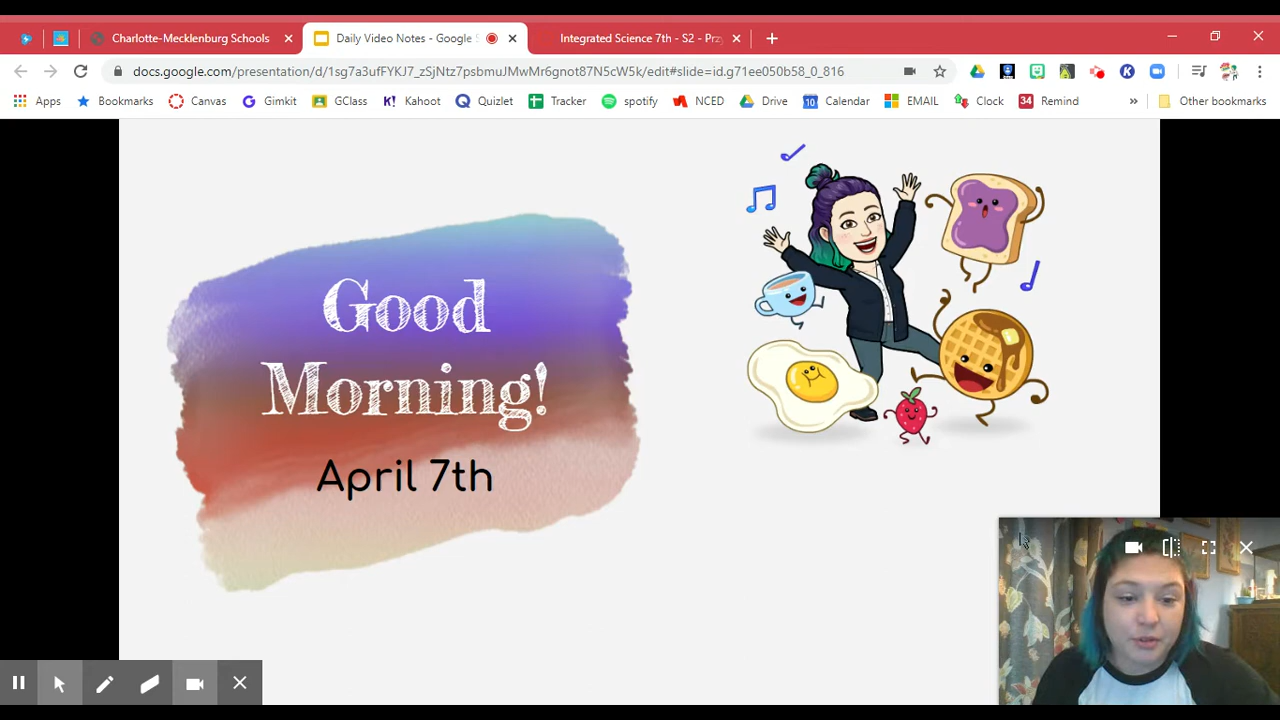 Charlotte-Mecklenburg Schools
Daily Video Notes - Google S
Integrated Science 7th - S2 - Prz
docs.google.com/presentation/d/1st7a3sfFYKJ7_zSjNtz7psbmvJMwMr6gnot87N5cW5k/edit#slide=id.g71ee050b58_0_816
Apps Bookmarks Canvas Gimkit GClass Kahoot Quizlet Tracker spotify NCED Drive Calendar EMAIL Clock Remind » Other bookmarks
Good
Morning!
April 7th